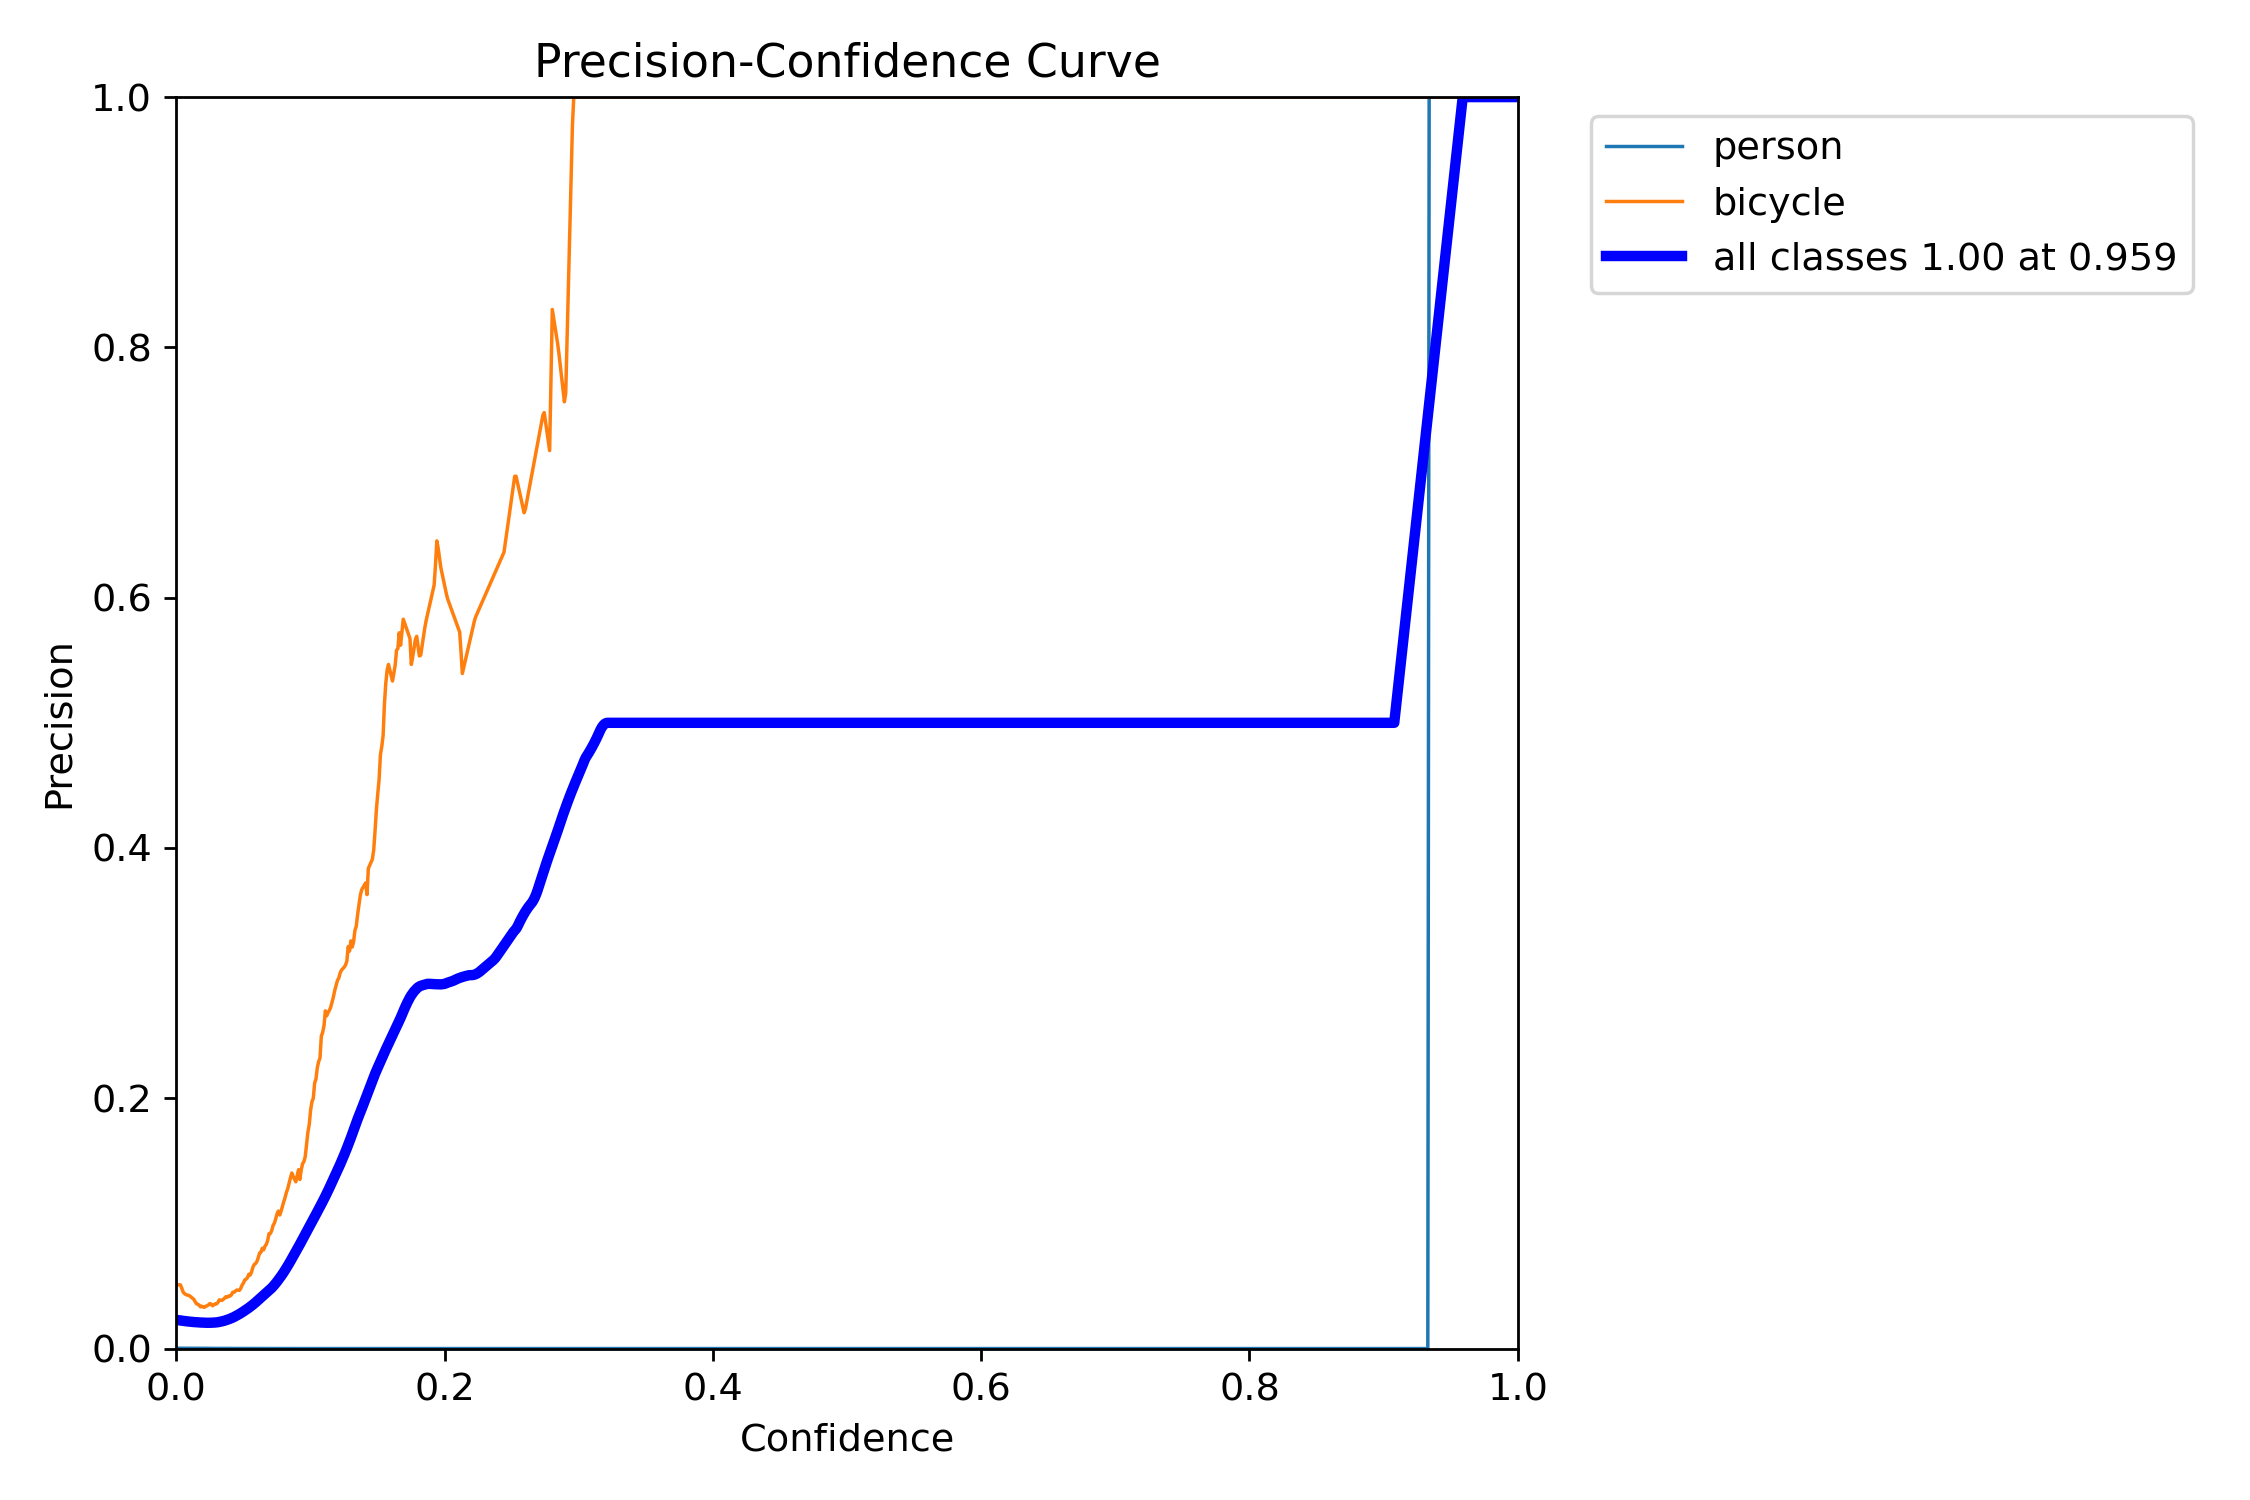 Precision-Confidence Curve
1.0
0.8
0.6
0.4
0.2
0.0
Precision
0.0 0.2 0.4 0.6 0.8 1.0
Confidence
person
bicycle
all classes 1.00 at 0.959